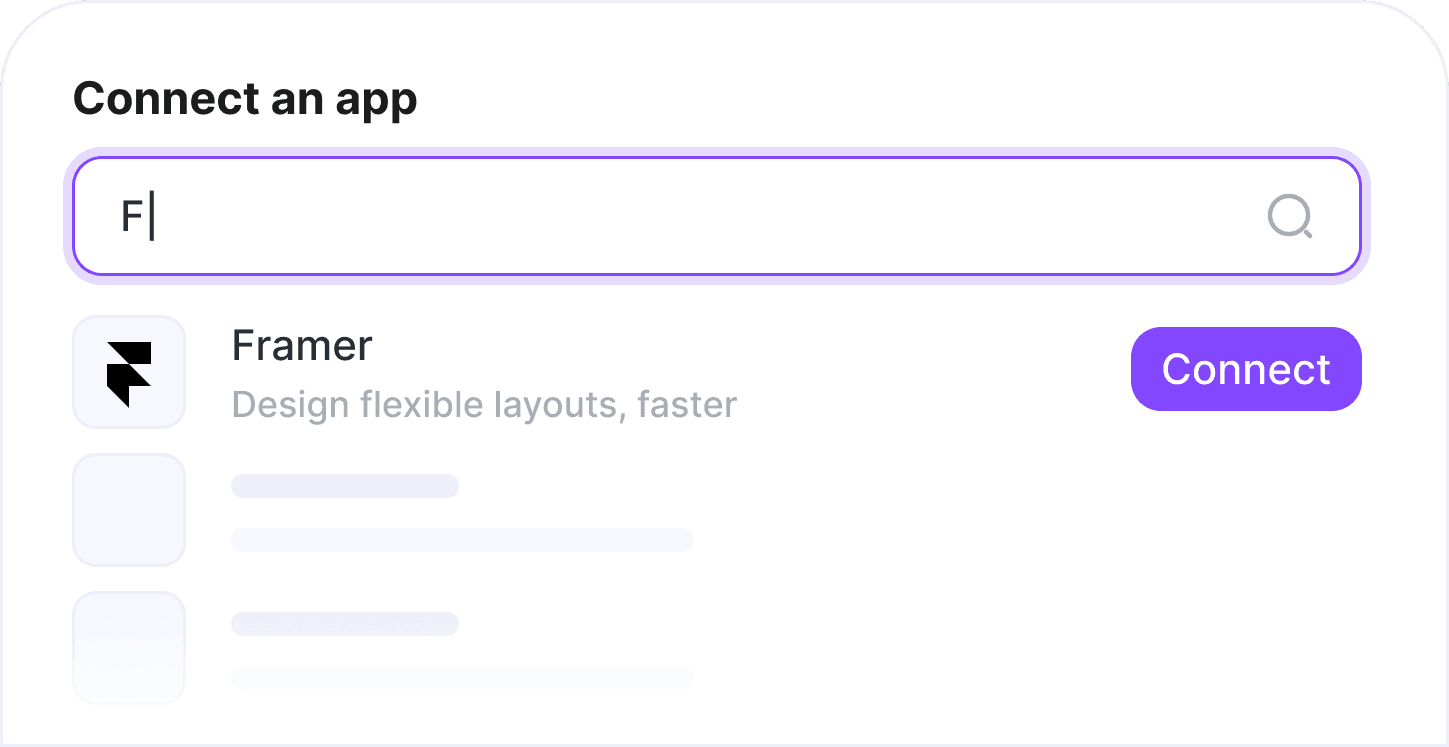 Connect an app
F
Framer
Connect
Design flexible layouts, faster